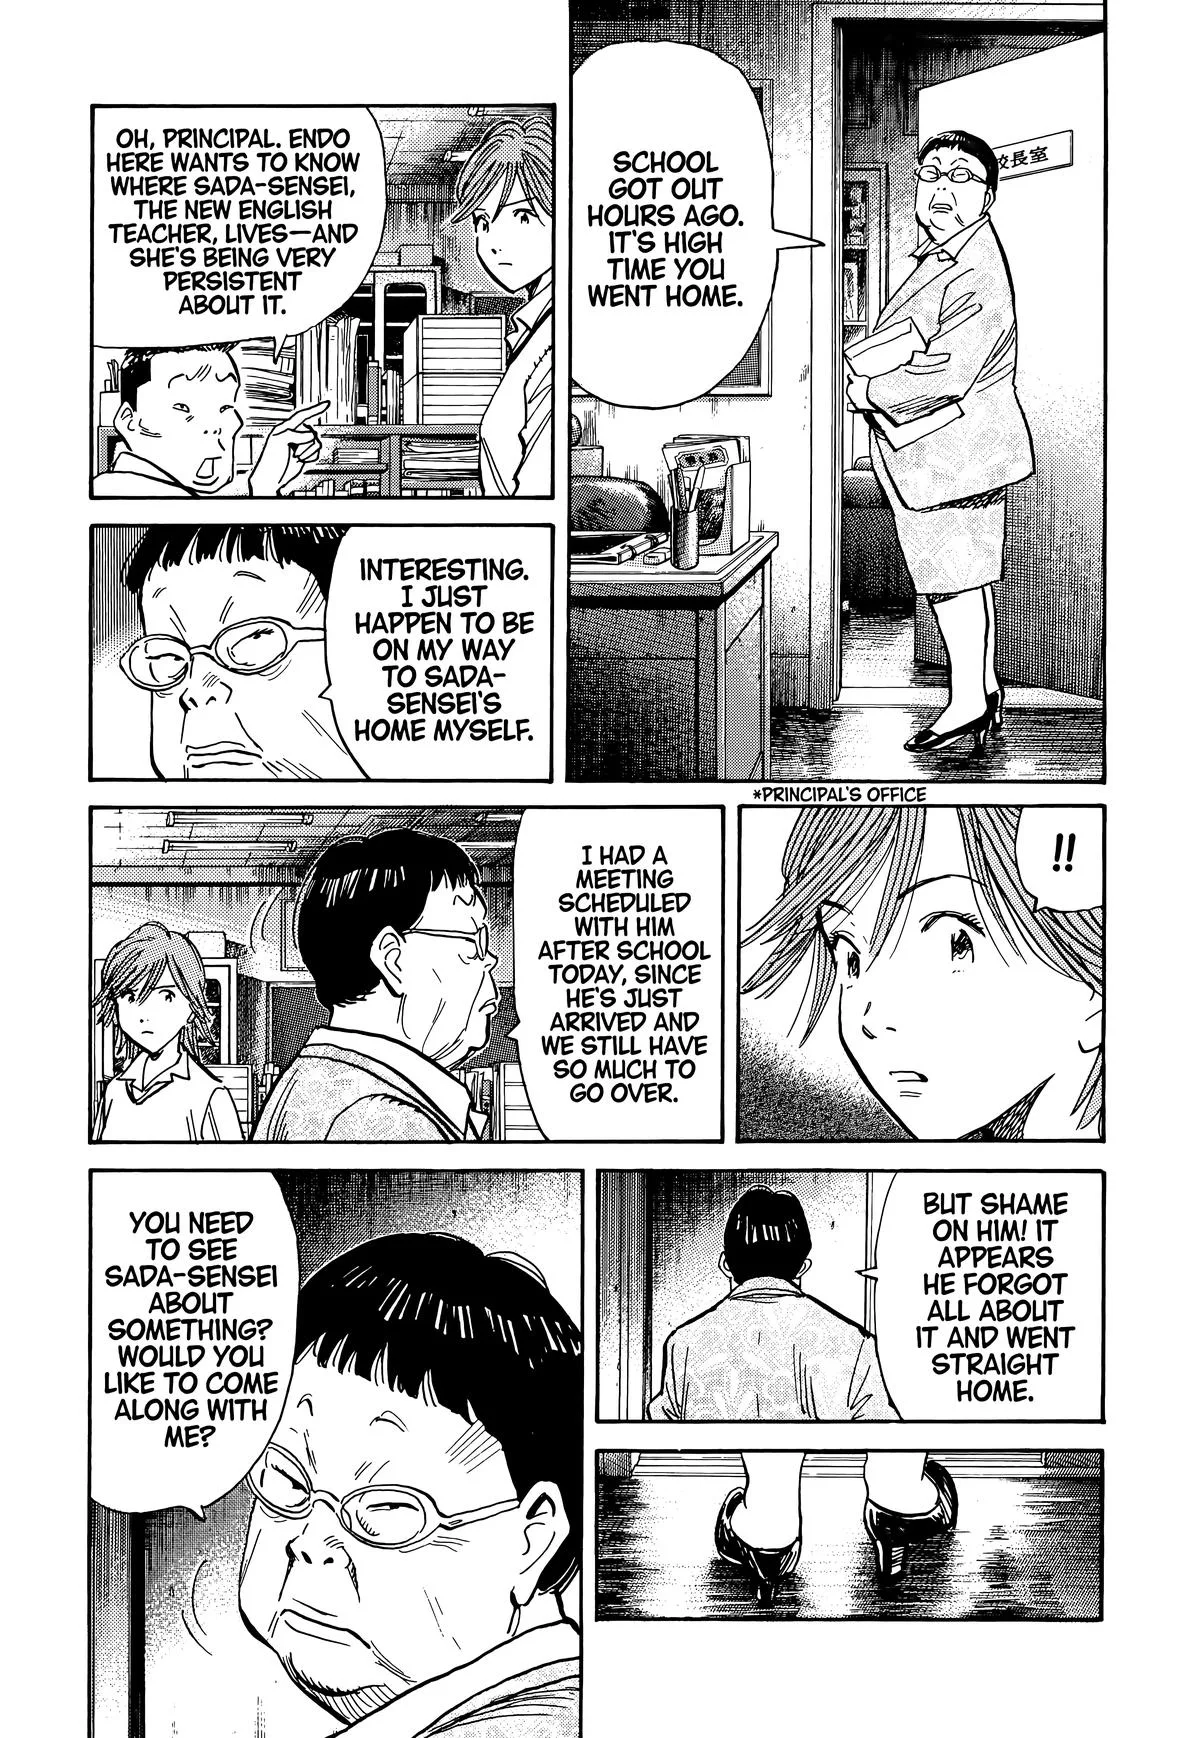 SCHOOL
GOT OUT
HOURS AGO.
IT'S HIGH
TIME YOU
WENT HOME.
校長室
*PRINCIPAL'S OFFICE
OH, PRINCIPAL. ENDO
HERE WANTS TO KNOW
WHERE SADA-SENSEI,
THE NEW ENGLISH
TEACHER, LIVES—AND
SHE'S BEING VERY
PERSISTENT
ABOUT IT.
INTERESTING.
I JUST
HAPPEN TO BE
ON MY WAY
TO SADA-
SENSEI'S
HOME MYSELF.
!!
I HAD A
MEETING
SCHEDULED
WITH HIM
AFTER SCHOOL
TODAY, SINCE
HE'S JUST
ARRIVED AND
WE STILL HAVE
SO MUCH TO
GO OVER.
BUT SHAME
ON HIM! IT
APPEARS
HE FORGOT
ALL ABOUT
IT AND WENT
STRAIGHT
HOME.
YOU NEED
TO SEE
SADA-SENSEI
ABOUT
SOMETHING?
WOULD YOU
LIKE TO COME
ALONG WITH
ME?